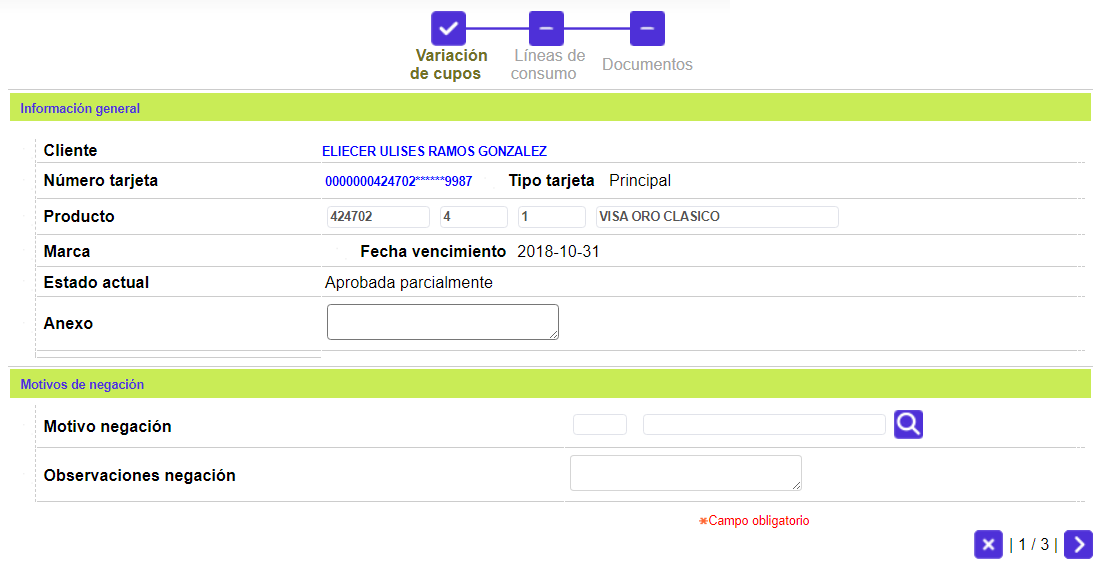 Variación de cupos
Líneas de consumo
Documentos
Información general
Cliente ELIECER ULISES RAMOS GONZALEZ
Número tarjeta 0000000424702******9987 Tipo tarjeta Principal
Producto 424702 4 1 VISA ORO CLASICO
Marca Fecha vencimiento 2018-10-31
Estado actual Aprobada parcialmente
Anexo
Motivos de negación
Motivo negación
Observaciones negación
*Campo obligatorio
| 1 / 3 |